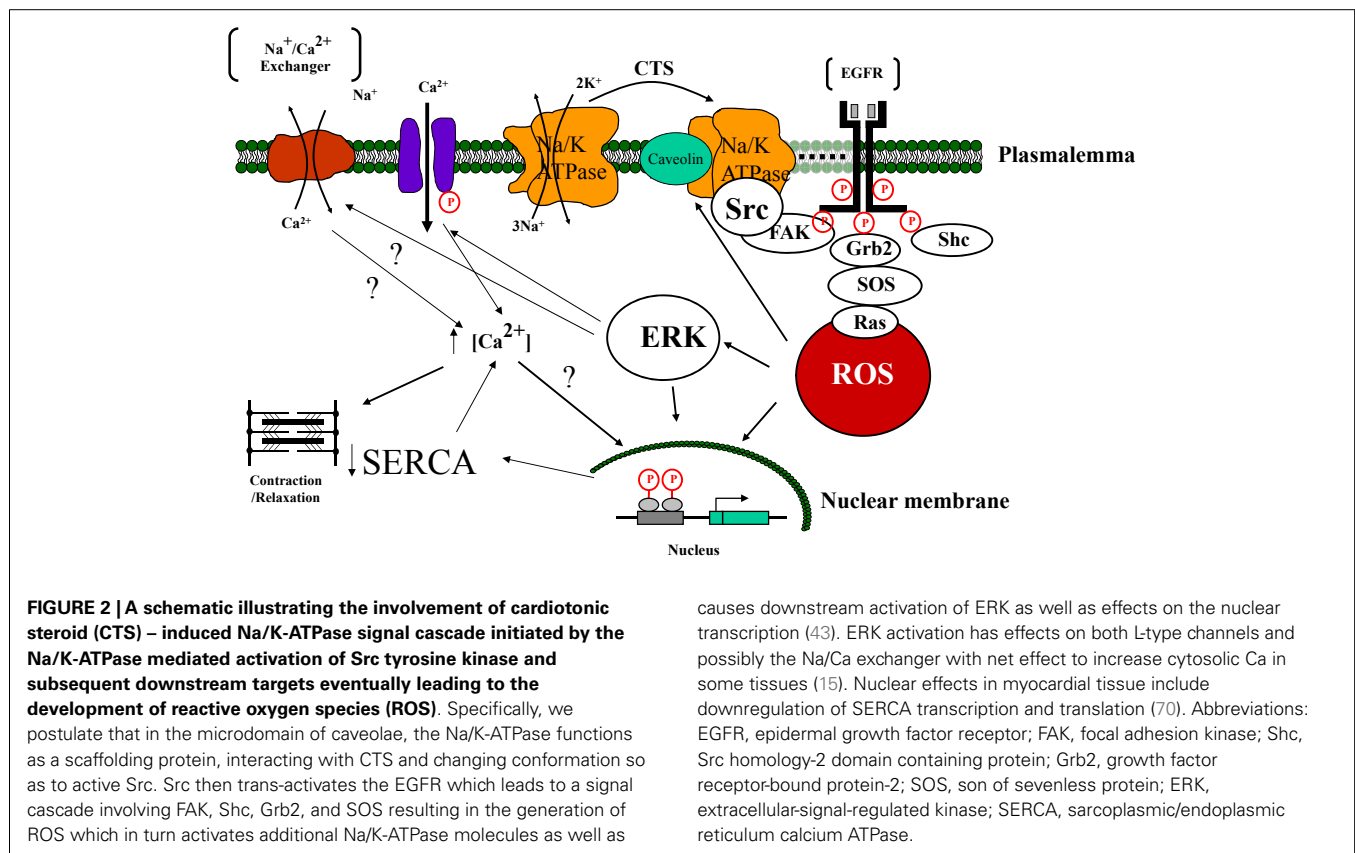 Na+/Ca2+
Exchanger
Na+
Ca2+
2K+
CTS
EGFR
Na/K
ATPase
Caveolin
Na/K
ATPase
Plasmalemma
P
P
P
P
P
P
Ca2+
3Na+
Src
FAK
Grb2
Shc
SOS
Ras
ROS
?
?
ERK
↑ [Ca2+]
?
↓ SERCA
Contraction
/Relaxation
P P
Nuclear membrane
Nucleus
FIGURE 2 | A schematic illustrating the involvement of cardiotonic
steroid (CTS) – induced Na/K-ATPase signal cascade initiated by the
Na/K-ATPase mediated activation of Src tyrosine kinase and
subsequent downstream targets eventually leading to the
development of reactive oxygen species (ROS). Specifically, we
postulate that in the microdomain of caveolae, the Na/K-ATPase functions
as a scaffolding protein, interacting with CTS and changing conformation so
as to active Src. Src then trans-activates the EGFR which leads to a signal
cascade involving FAK, Shc, Grb2, and SOS resulting in the generation of
ROS which in turn activates additional Na/K-ATPase molecules as well as
causes downstream activation of ERK as well as effects on the nuclear
transcription (43). ERK activation has effects on both L-type channels and
possibly the Na/Ca exchanger with net effect to increase cytosolic Ca in
some tissues (15). Nuclear effects in myocardial tissue include
downregulation of SERCA transcription and translation (70). Abbreviations:
EGFR, epidermal growth factor receptor; FAK, focal adhesion kinase; Shc,
Src homology-2 domain containing protein; Grb2, growth factor
receptor-bound protein-2; SOS, son of sevenless protein; ERK,
extracellular-signal-regulated kinase; SERCA, sarcoplasmic/endoplasmic
reticulum calcium ATPase.